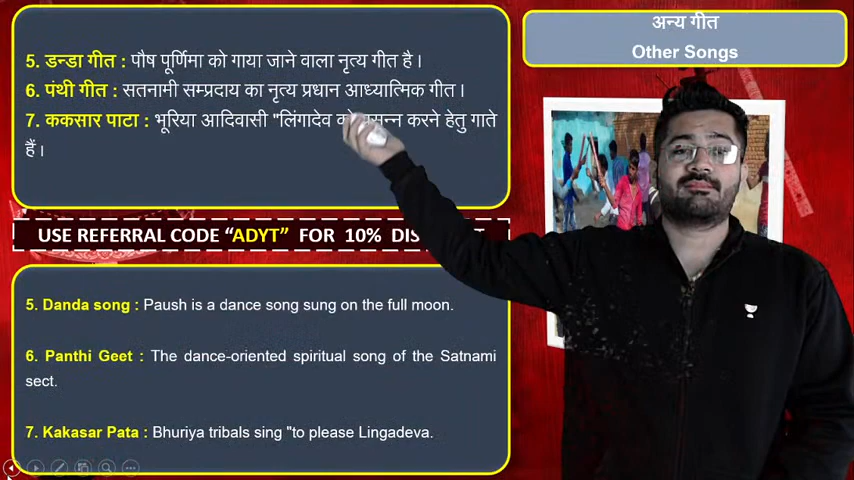 5. डन्डा गीत : पौष पूर्णिमा को गाया जाने वाला नृत्य गीत है ।
6. पंथी गीत : सतनामी सम्प्रदाय का नृत्य प्रधान आध्यात्मिक गीत ।
7. ककसार पाटा : भूरिया आदिवासी "लिंगादेव हेतु गाते
हैं ।
अन्य गीत
Other Songs
USE REFERRAL CODE “ADYT” FOR 10%
5. Danda song : Paush is a dance song sung on the full moon.
6. Panthi Geet : The dance-oriented spiritual song of the Satnami
sect.
7. Kakasar Pata : Bhuriya tribals sing "to please Lingadeva.